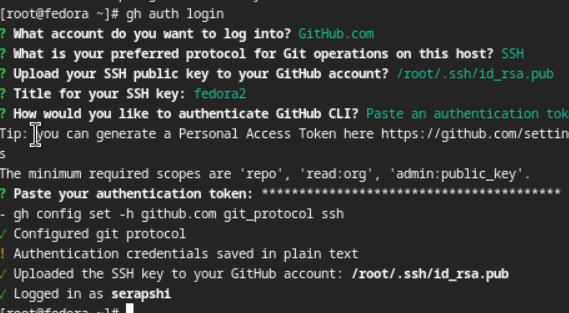 [root@fedora ~]# gh auth login
? What account do you want to log into? GitHub.com
? What is your preferred protocol for Git operations on this host? SSH
? Upload your SSH public key to your GitHub account? /root/.ssh/id_rsa.pub
? Title for your SSH key: fedora2
? How would you like to authenticate GitHub CLI? Paste an authentication tok
Tip: you can generate a Personal Access Token here https://github.com/settin
s
The minimum required scopes are 'repo', 'read:org', 'admin:public_key'.
? Paste your authentication token: ****************************************
- gh config set -h github.com git_protocol ssh
✓ Configured git protocol
! Authentication credentials saved in plain text
✓ Uploaded the SSH key to your GitHub account: /root/.ssh/id_rsa.pub
✓ Logged in as serapshi
[root@fedora ~]#